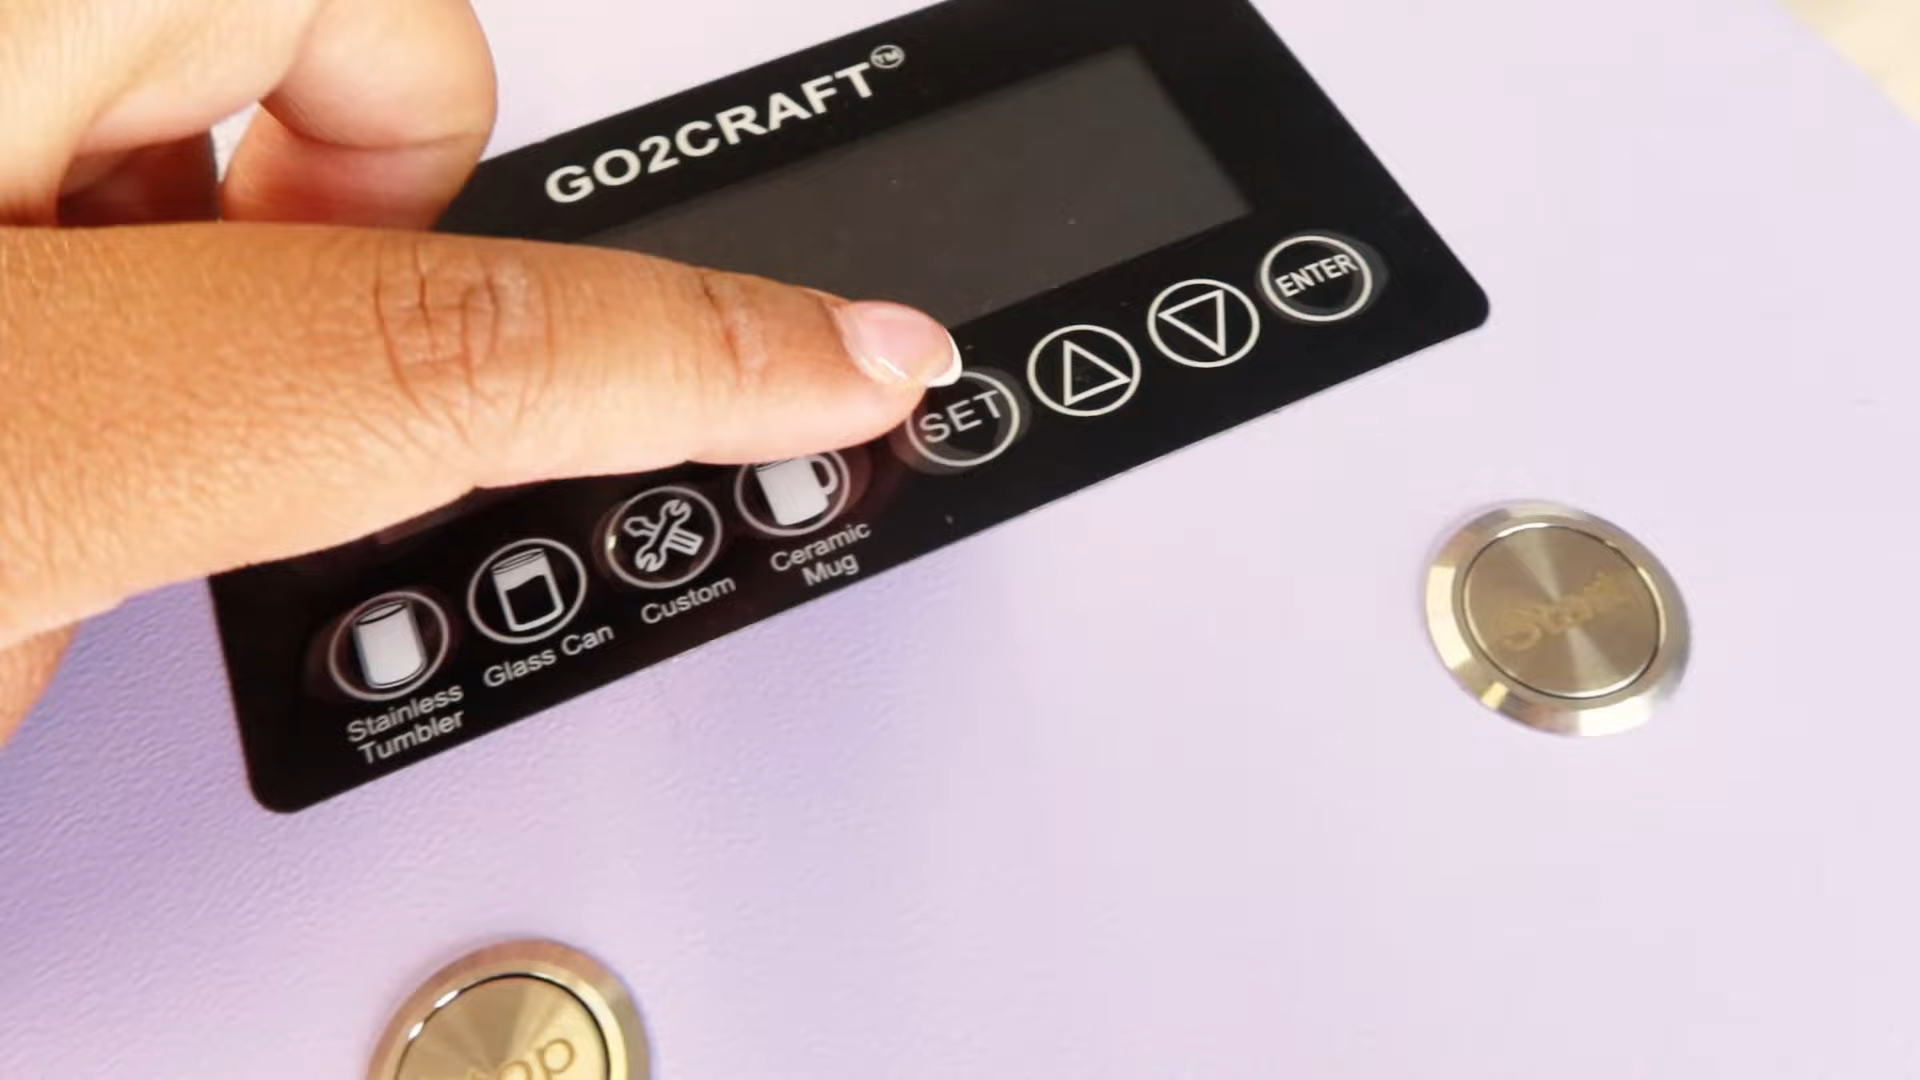 GO2CRAFT™
SET
ENTER
Stainless
Tumbler
Glass Can
Custom
Ceramic
Mug
Start